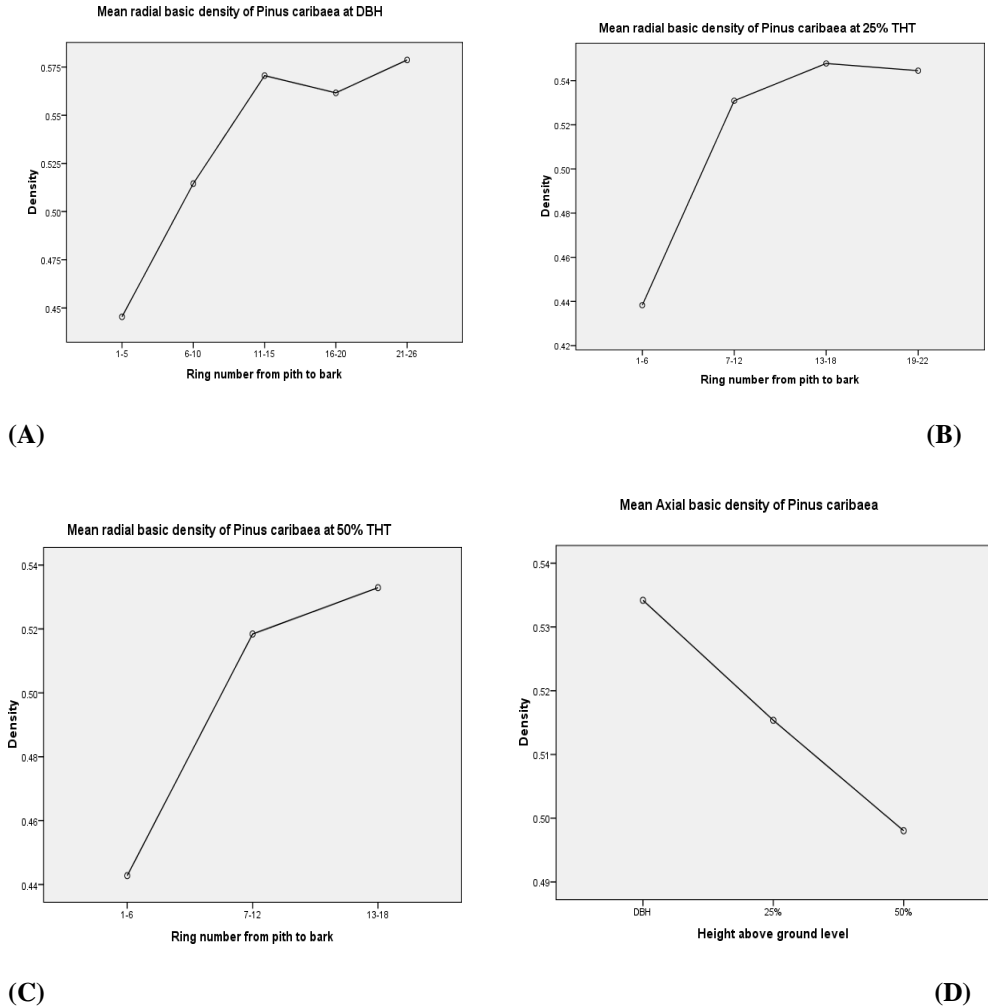 Mean radial basic density of Pinus caribaea at DBH
0.575
0.55
0.525
0.50
0.475
0.45
Density
1-5 6-10 11-15 16-20 21-26
Ring number from pith to bark
(A)
Mean radial basic density of Pinus caribaea at 25% THT
0.54
0.52
0.50
0.48
0.46
0.44
0.42
Density
1-6 7-12 13-18 19-22
Ring number from pith to bark
(B)
Mean radial basic density of Pinus caribaea at 50% THT
0.54
0.52
0.50
0.48
0.46
0.44
Density
1-6 7-12 13-18
Ring number from pith to bark
(C)
Mean Axial basic density of Pinus caribaea
0.54
0.53
0.52
0.51
0.50
0.49
Density
DBH 25% 50%
Height above ground level
(D)